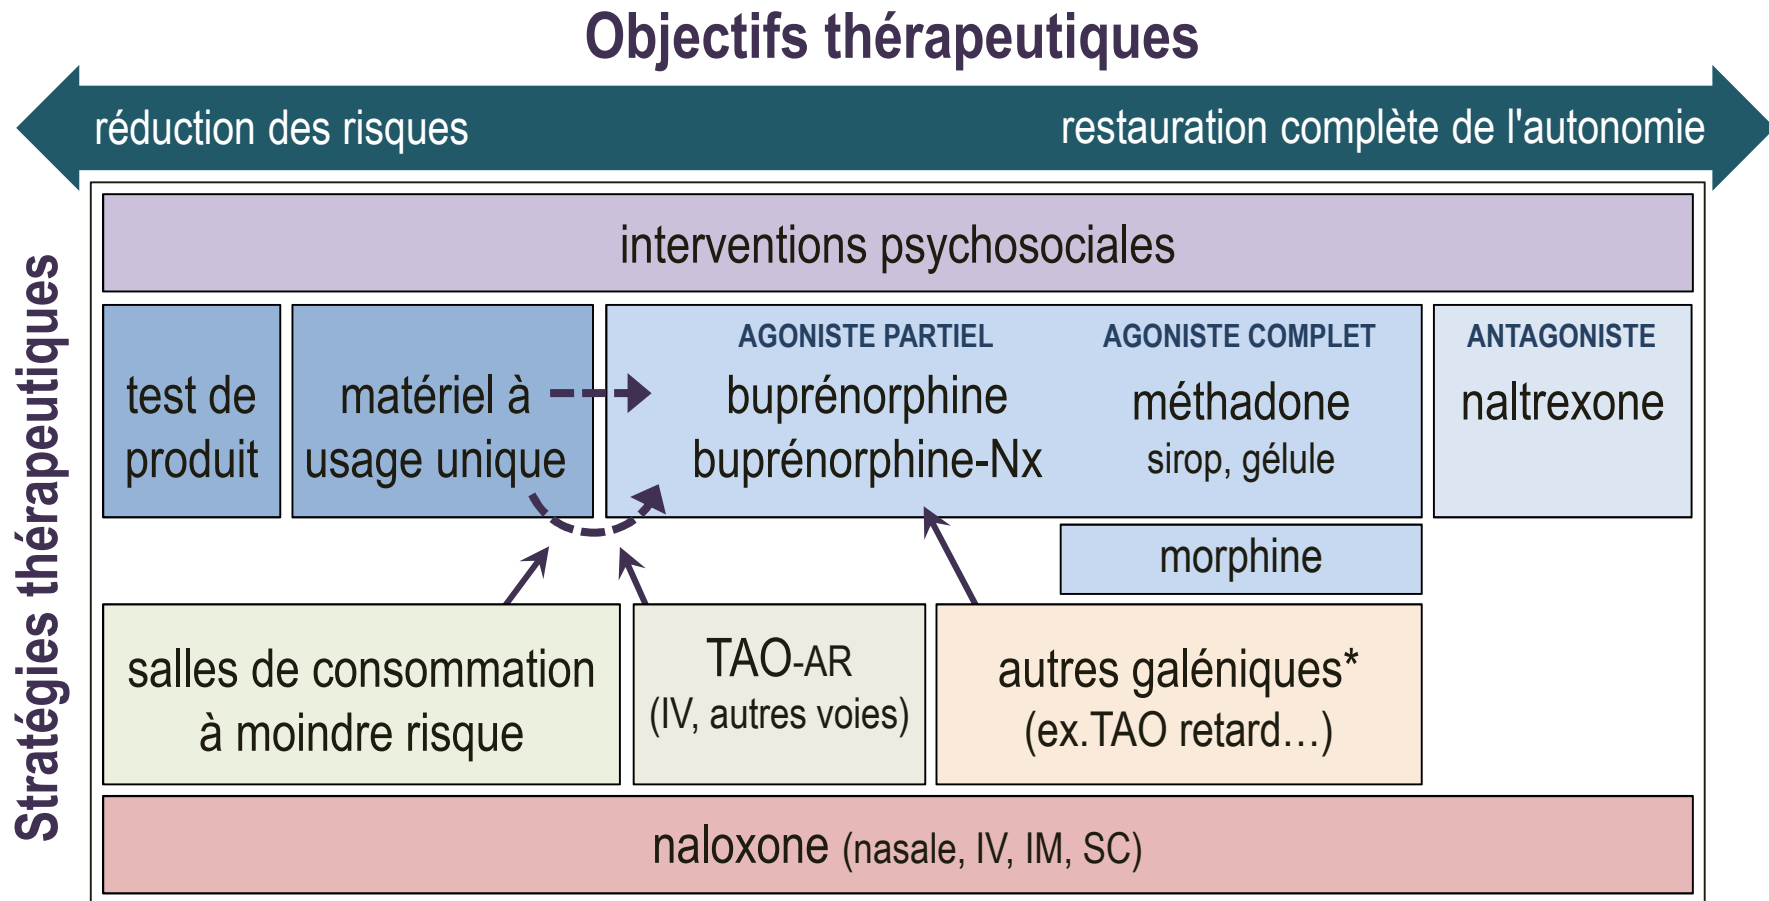 Objectifs thérapeutiques
réduction des risques
restauration complète de l'autonomie
Stratégies thérapeutiques
interventions psychosociales
test de
produit
matériel à
usage unique
AGONISTE PARTIEL
buprénorphine
buprénorphine-Nx
AGONISTE COMPLET
méthadone
sirop, gélule
ANTAGONISTE
naltrexone
morphine
salles de consommation
à moindre risque
TAO-AR
(IV, autres voies)
autres galéniques*
(ex.TAO retard…)
naloxone (nasale, IV, IM, SC)